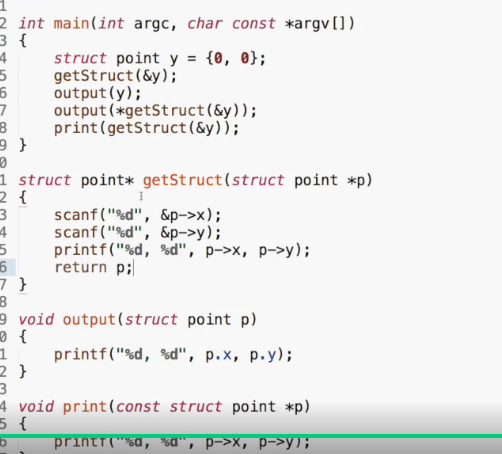 1
2 int main(int argc, char const *argv[])
3 {
4 struct point y = {0, 0};
5 getStruct(&y);
6 output(y);
7 output(*getStruct(&y));
8 print(getStruct(&y));
9 }
0
1 struct point* getStruct(struct point *p)
2 {
3 scanf("%d", &p->x);
4 scanf("%d", &p->y);
5 printf("%d, %d", p->x, p->y);
6 return p;
7 }
8
9 void output(struct point p)
0 {
1 printf("%d, %d", p.x, p.y);
2 }
3
4 void print(const struct point *p)
5 {
6 printf("%d, %d", p->x, p->y);